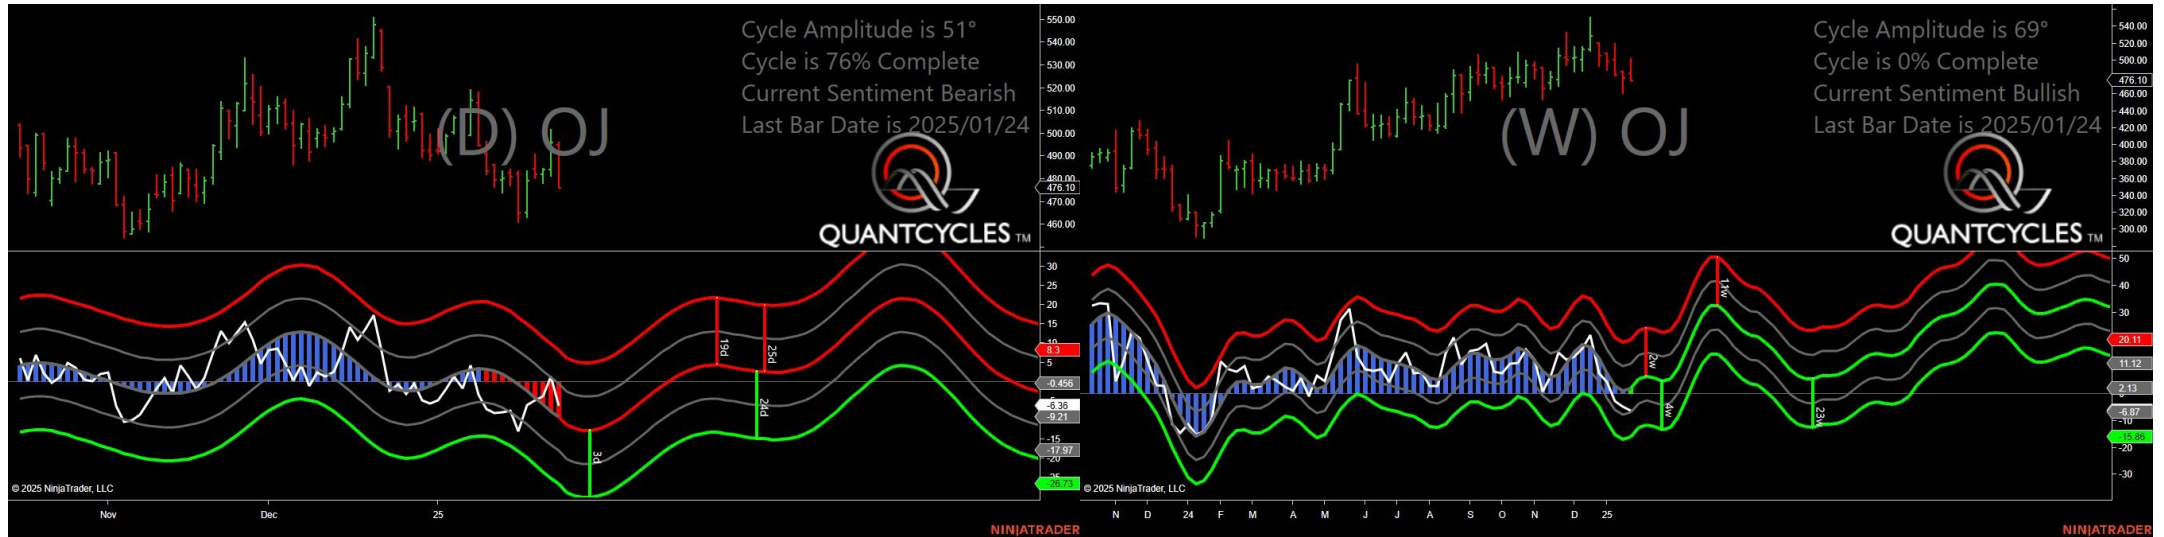 Cycle Amplitude is 51°
Cycle is 76% Complete
Current Sentiment Bearish
Last Bar Date is 2025/01/24
(D) OJ
QUANTCYCLES TM
550.00
540.00
530.00
520.00
510.00
500.00
490.00
480.00
476.10
470.00
460.00
30
25
20
15
10
8.3
5
-0.456
-6.36
-9.21
-15
-17.97
-20
-26.73
19d
25d
24d
3d
© 2025 NinjaTrader, LLC
Nov
Dec
25
NINJATRADER
Cycle Amplitude is 69°
Cycle is 0% Complete
Current Sentiment Bullish
Last Bar Date is 2025/01/24
(W) OJ
QUANTCYCLES TM
540.00
520.00
500.00
476.10
460.00
440.00
420.00
400.00
380.00
360.00
340.00
320.00
300.00
50
40
30
20.11
11.12
2.13
-6.87
-10
-15.86
-20
-30
11w
2w
4w
23w
© 2025 NinjaTrader, LLC
N D 24 F M A M J J A S O N D 25
NINJATRADER